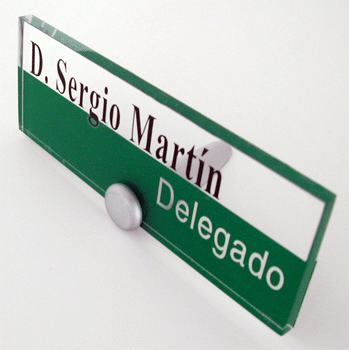 D. Sergio Martín
Delegado